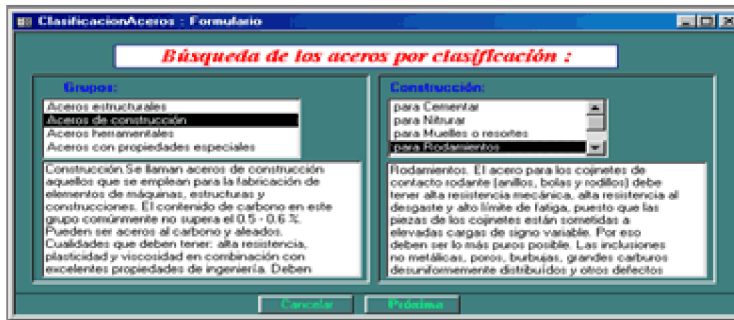 ClasificacionAceros : Formulario
Búsqueda de los aceros por clasificación :
Grupos:
Aceros estructurales
Aceros de construcción
Aceros herramentales
Aceros con propiedades especiales
Construcción.Se llaman aceros de construcción
aquellos que se emplean para la fabricación de
elementos de máquinas, estructuras y
construcciones. El contenido de carbono en este
grupo comúnmente no supera el 0.5 - 0.6 %.
Pueden ser aceros al carbono y aleados.
Cualidades que deben tener: alta resistencia,
plasticidad y viscosidad en combinación con
excelentes propiedades de ingeniería. Deben
Construcción:
para Cementar
para Nitrurar
para Muelles o resortes
para Rodamientos
Rodamientos. El acero para los cojinetes de
contacto rodante (anillos, bolas y rodillos) debe
tener alta resistencia mecánica, alta resistencia al
desgaste y alto límite de fatiga, puesto que las
piezas de los cojinetes están sometidas a
elevadas cargas de signo variable. Por eso
deben ser lo más puros posible. Las inclusiones
no metálicas, poros, burbujas, grandes carburos
desuniformemente distribuídos y otros defectos
Cancelar
Próximo